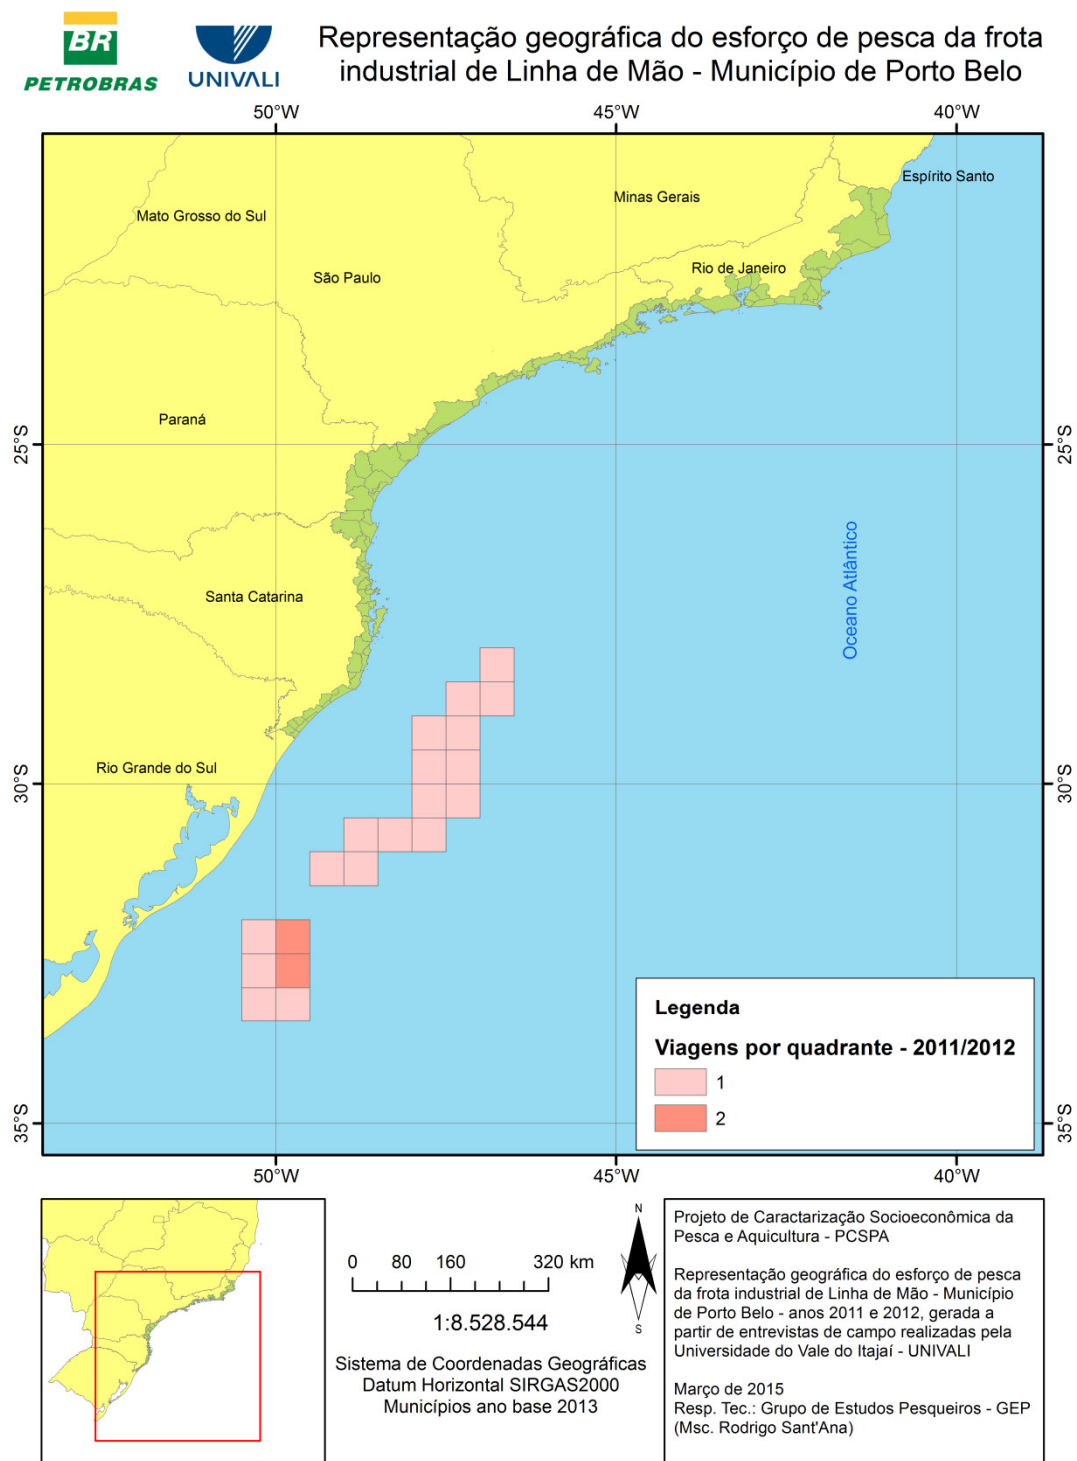 BR
PETROBRAS
UNIVALI
Representação geográfica do esforço de pesca da frota
industrial de Linha de Mão - Município de Porto Belo
50°W
45°W
40°W
Espírito Santo
Minas Gerais
Mato Grosso do Sul
Rio de Janeiro
São Paulo
Paraná
25°S
25°S
Oceano Atlântico
Santa Catarina
Rio Grande do Sul
30°S
30°S
Legenda
Viagens por quadrante - 2011/2012
1
2
35°S
35°S
50°W
45°W
40°W
0 80 160 320 km
1:8.528.544
Sistema de Coordenadas Geográficas
Datum Horizontal SIRGAS2000
Municípios ano base 2013
N
S
Projeto de Caractarização Socioeconômica da
Pesca e Aquicultura - PCSPA
Representação geográfica do esforço de pesca
da frota industrial de Linha de Mão - Município
de Porto Belo - anos 2011 e 2012, gerada a
partir de entrevistas de campo realizadas pela
Universidade do Vale do Itajaí - UNIVALI
Março de 2015
Resp. Tec.: Grupo de Estudos Pesqueiros - GEP
(Msc. Rodrigo Sant'Ana)